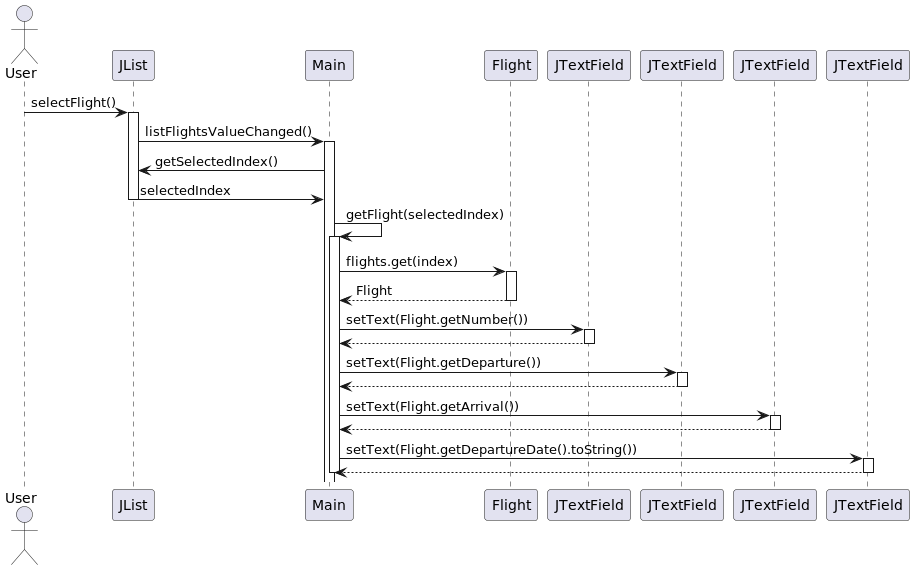 User
JList
Main
Flight
JTextField
JTextField
JTextField
JTextField
selectFlight()
listFlightsValueChanged()
getSelectedIndex()
selectedIndex
getFlight(selectedIndex)
flights.get(index)
Flight
setText(Flight.getNumber())
setText(Flight.getDeparture())
setText(Flight.getArrival())
setText(Flight.getDepartureDate().toString())
User
JList
Main
Flight
JTextField
JTextField
JTextField
JTextField